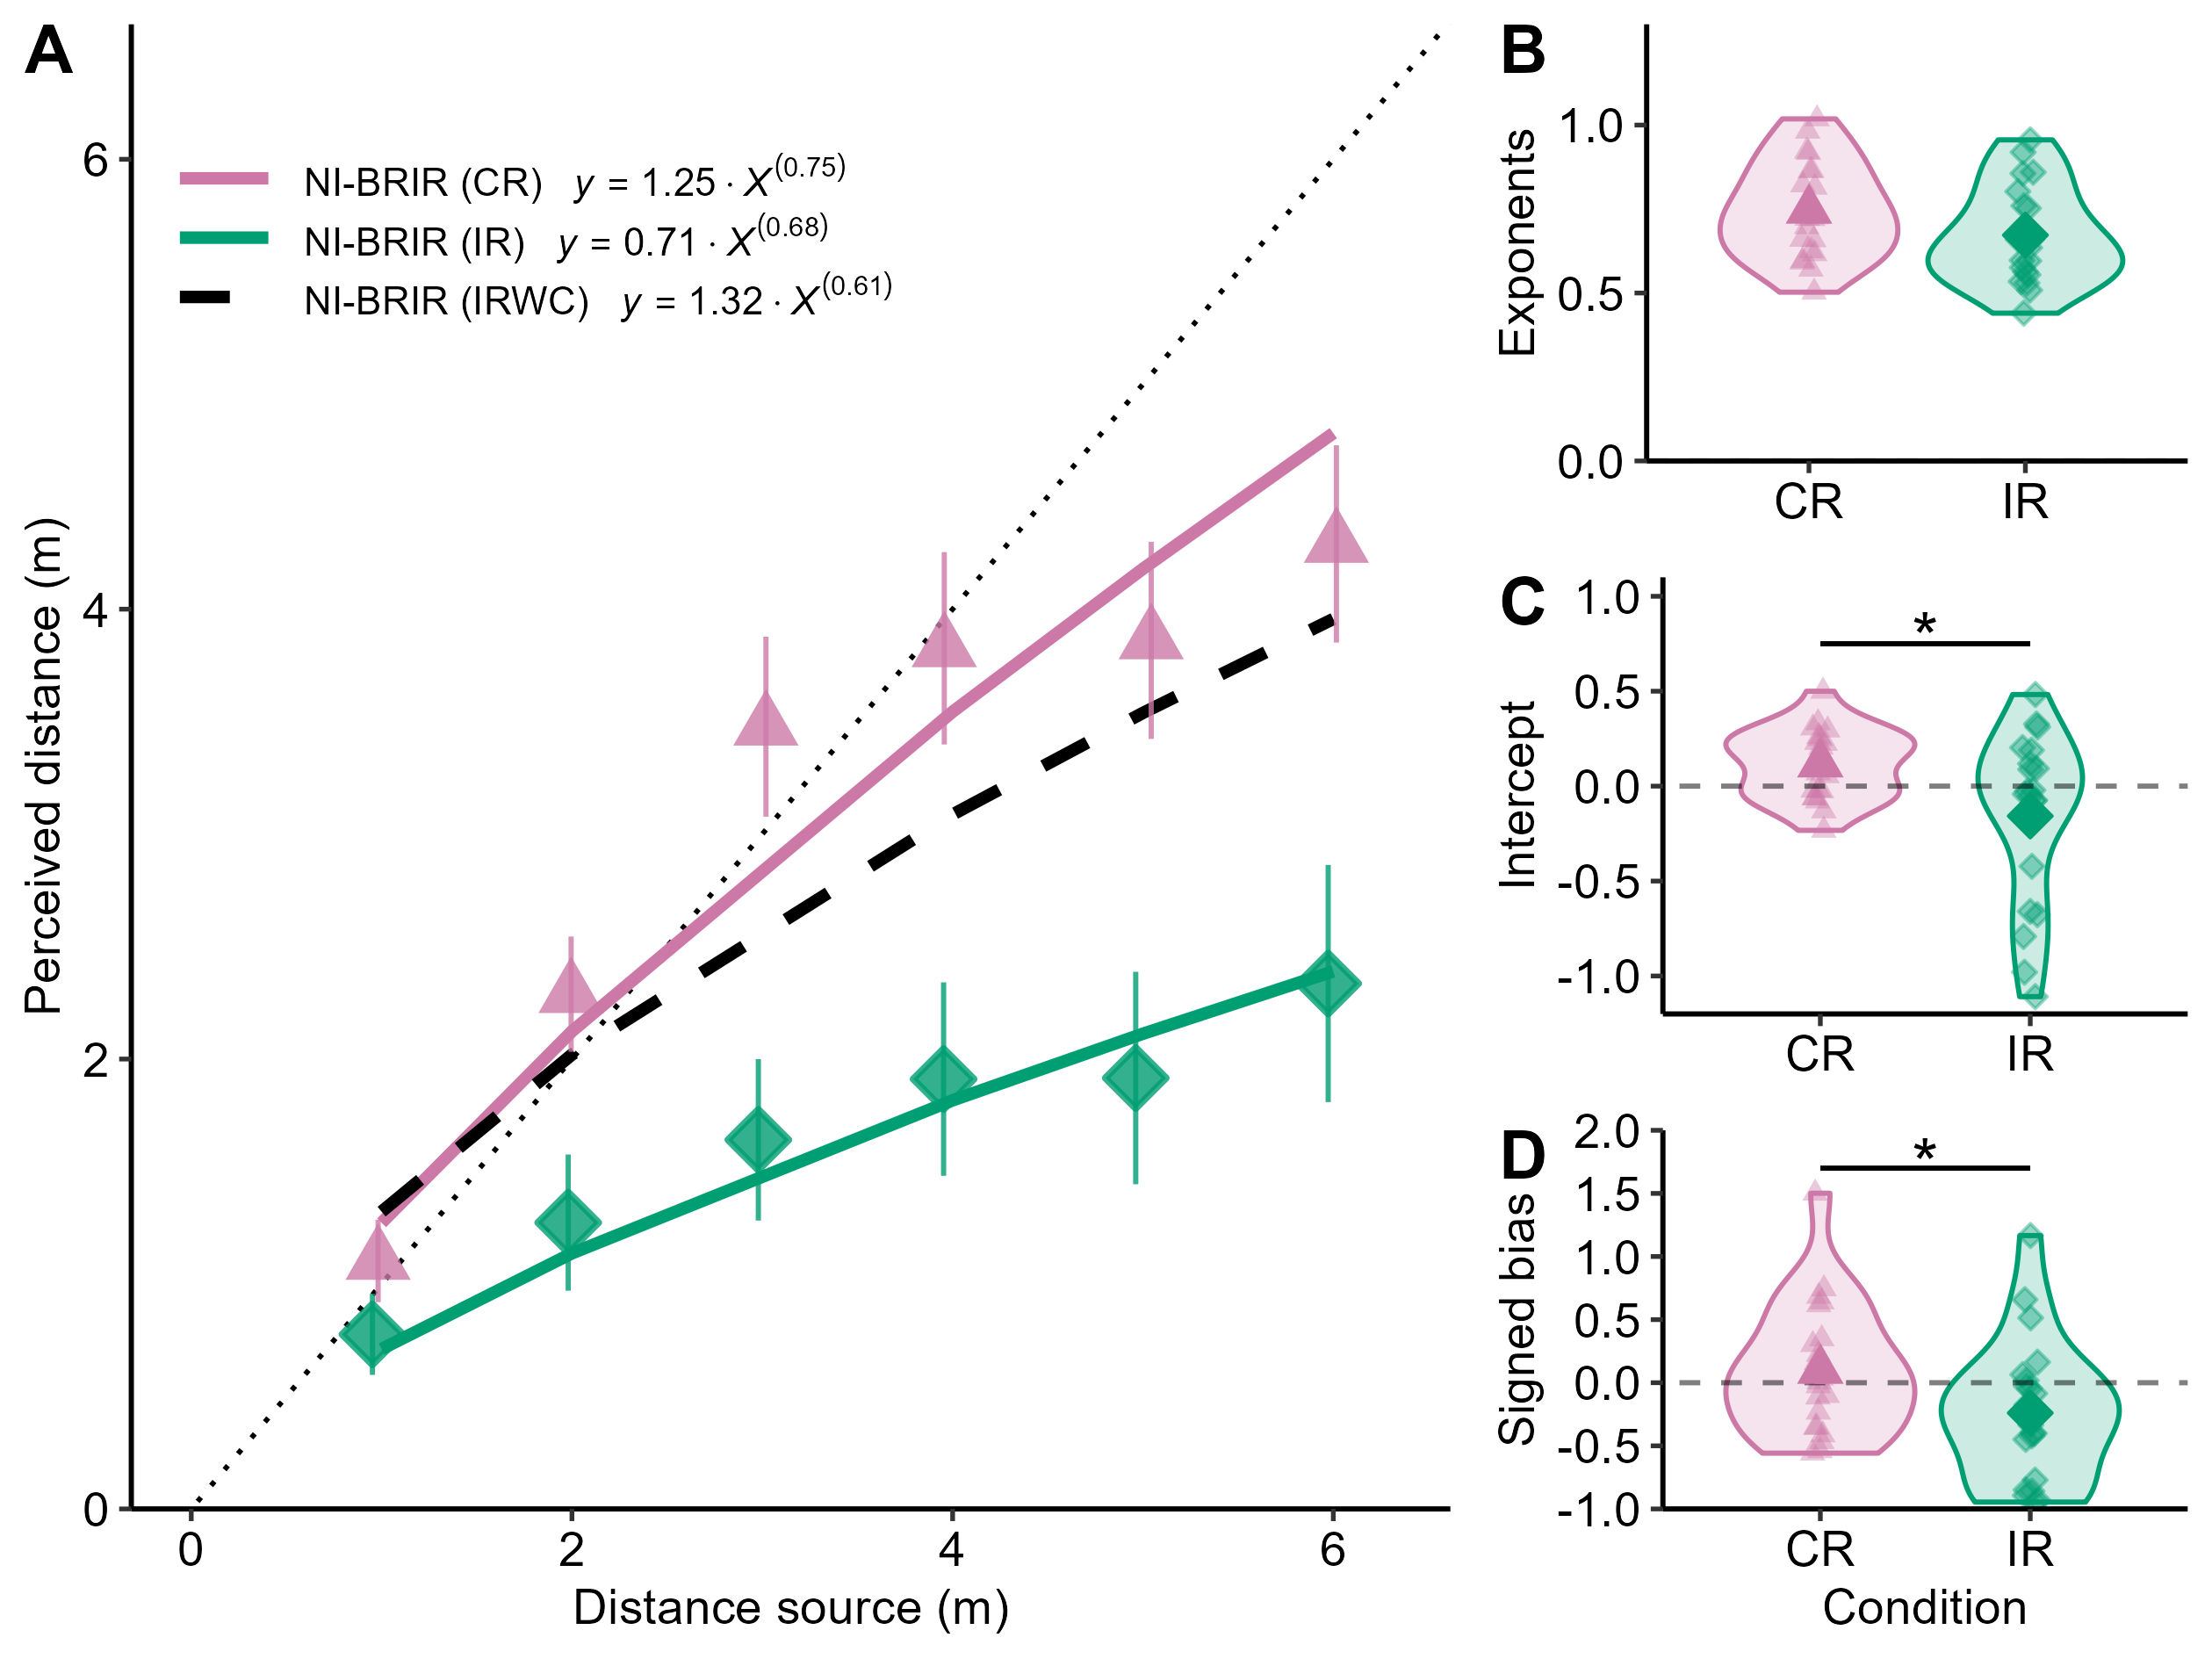 A
6
4
2
0
Perceived distance (m)
NI-BRIR (CR) y = 1.25 · X^(0.75)
NI-BRIR (IR) y = 0.71 · X^(0.68)
NI-BRIR (IRWC) y = 1.32 · X^(0.61)
0 2 4 6
Distance source (m)
B
1.0
0.5
0.0
Exponents
CR IR
C
1.0
0.5
0.0
-0.5
-1.0
Intercept
*
CR IR
D
2.0
1.5
1.0
0.5
0.0
-0.5
-1.0
Signed bias
*
CR IR
Condition